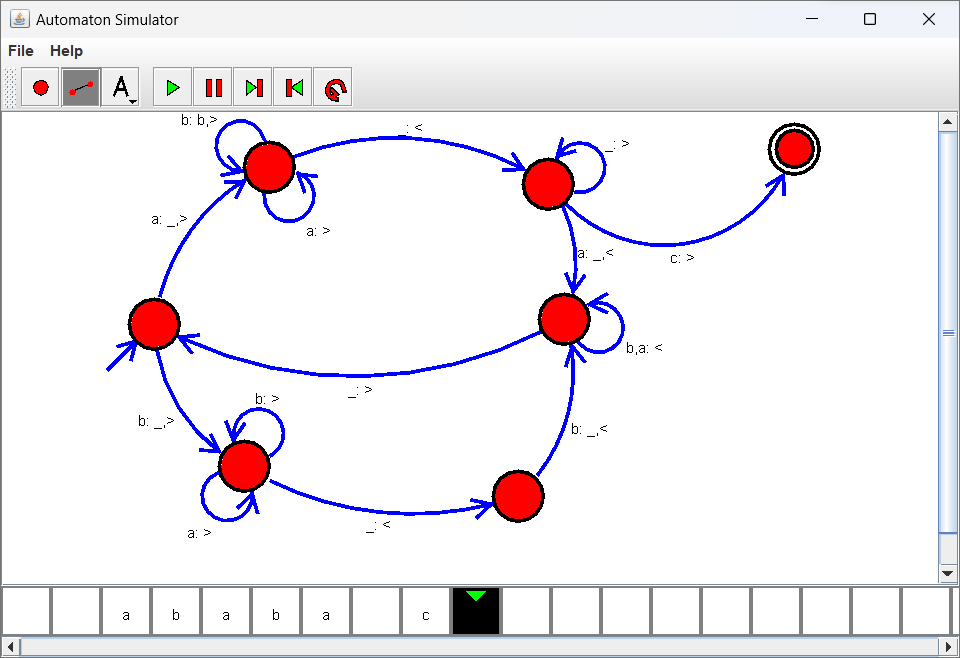 Automaton Simulator
File Help
A
b: b,>
_: <
_: >
a: _,>
a: >
a: _,<
c: >
b,a: <
_: >
b: >
b: _,>
b: _,<
_: <
a: >
a b a b a c